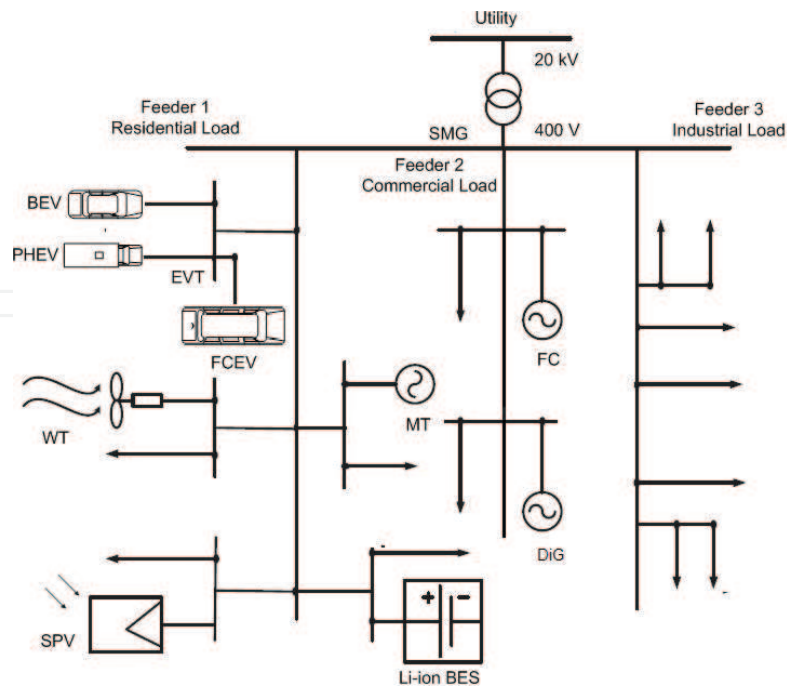 Utility
20 kV
Feeder 1
Residential Load
SMG
400 V
Feeder 3
Industrial Load
Feeder 2
Commercial Load
BEV
PHEV
EVT
FCEV
FC
WT
MT
DiG
SPV
+ -
Li-ion BES